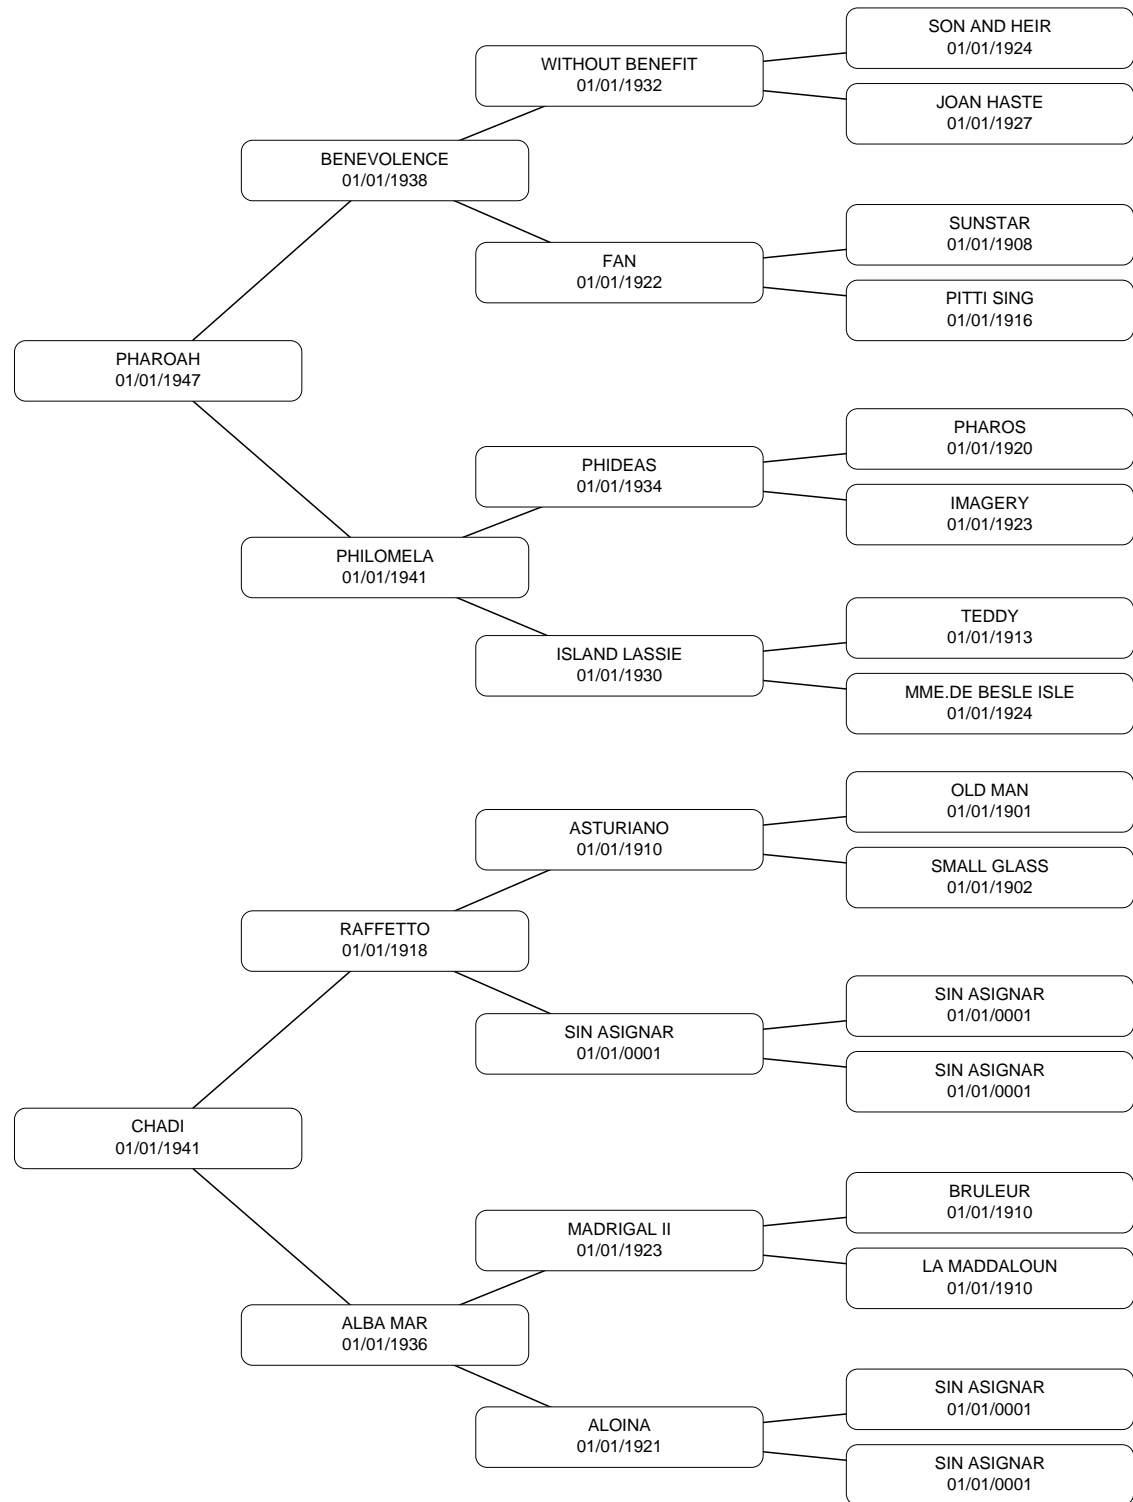 SON AND HEIR
01/01/1924
WITHOUT BENEFIT
01/01/1932
JOAN HASTE
01/01/1927
BENEVOLENCE
01/01/1938
SUNSTAR
01/01/1908
FAN
01/01/1922
PITTI SING
01/01/1916
PHAROAH
01/01/1947
PHAROS
01/01/1920
PHIDEAS
01/01/1934
IMAGERY
01/01/1923
PHILOMELA
01/01/1941
TEDDY
01/01/1913
ISLAND LASSIE
01/01/1930
MME.DE BESLE ISLE
01/01/1924
OLD MAN
01/01/1901
ASTURIANO
01/01/1910
SMALL GLASS
01/01/1902
RAFFETTO
01/01/1918
SIN ASIGNAR
01/01/0001
SIN ASIGNAR
01/01/0001
SIN ASIGNAR
01/01/0001
CHADI
01/01/1941
BRULEUR
01/01/1910
MADRIGAL II
01/01/1923
LA MADDALOUN
01/01/1910
ALBA MAR
01/01/1936
SIN ASIGNAR
01/01/0001
ALOINA
01/01/1921
SIN ASIGNAR
01/01/0001